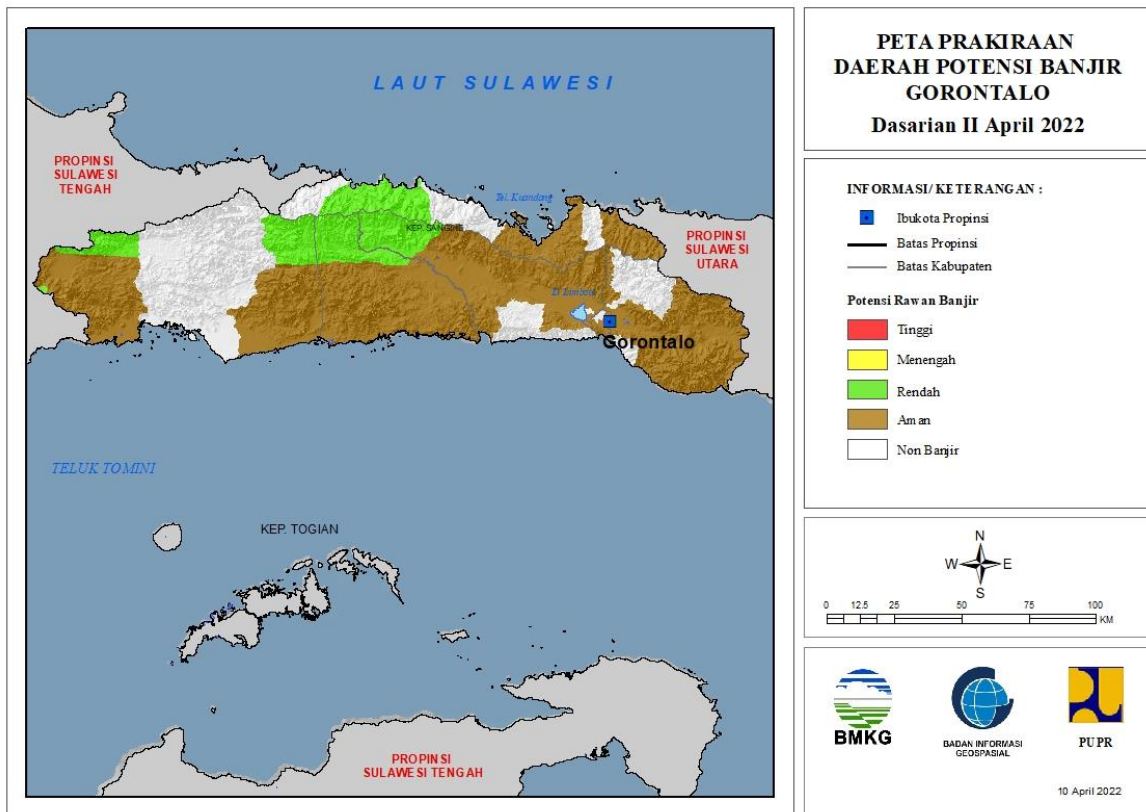 LAUT SULAWESI
PROPINSI
SULAWESI
TENGAH
Tel. Kuandang
KEP. SANGIHE
PROPINSI
SULAWESI
UTARA
Gorontalo
TELUK TOMINI
KEP. TOGIAN
PROPINSI
SULAWESI TENGAH
PETA PRAKIRAAN
DAERAH POTENSI BANJIR
GORONTALO
Dasarian II April 2022
INFORMASI/ KETERANGAN :
Ibukota Propinsi
Batas Propinsi
Batas Kabupaten
Potensi Rawan Banjir
Tinggi
Menengah
Rendah
Aman
Non Banjir
N
W E
S
0 12.5 25 50 75 100
KM
BMKG
BADAN INFORMASI
GEOSPASIAL
PUPR
10 April 2022